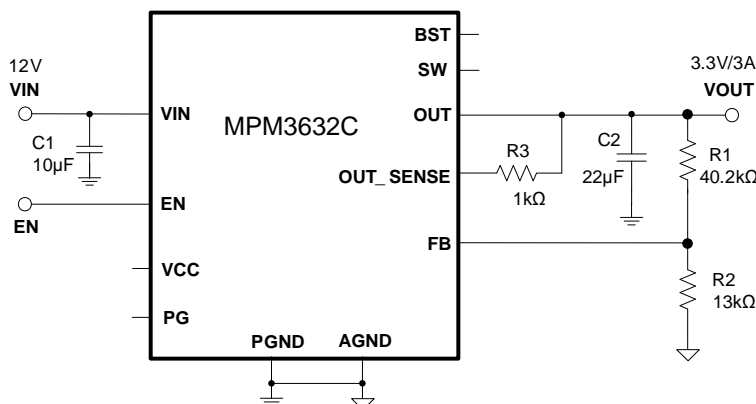 BST
12V
VIN
SW
3.3V/3A
VOUT
VIN
MPM3632C
OUT
C1
10µF
R3
1kΩ
C2
22µF
R1
40.2kΩ
OUT_ SENSE
EN
EN
FB
VCC
R2
13kΩ
PG
PGND
AGND